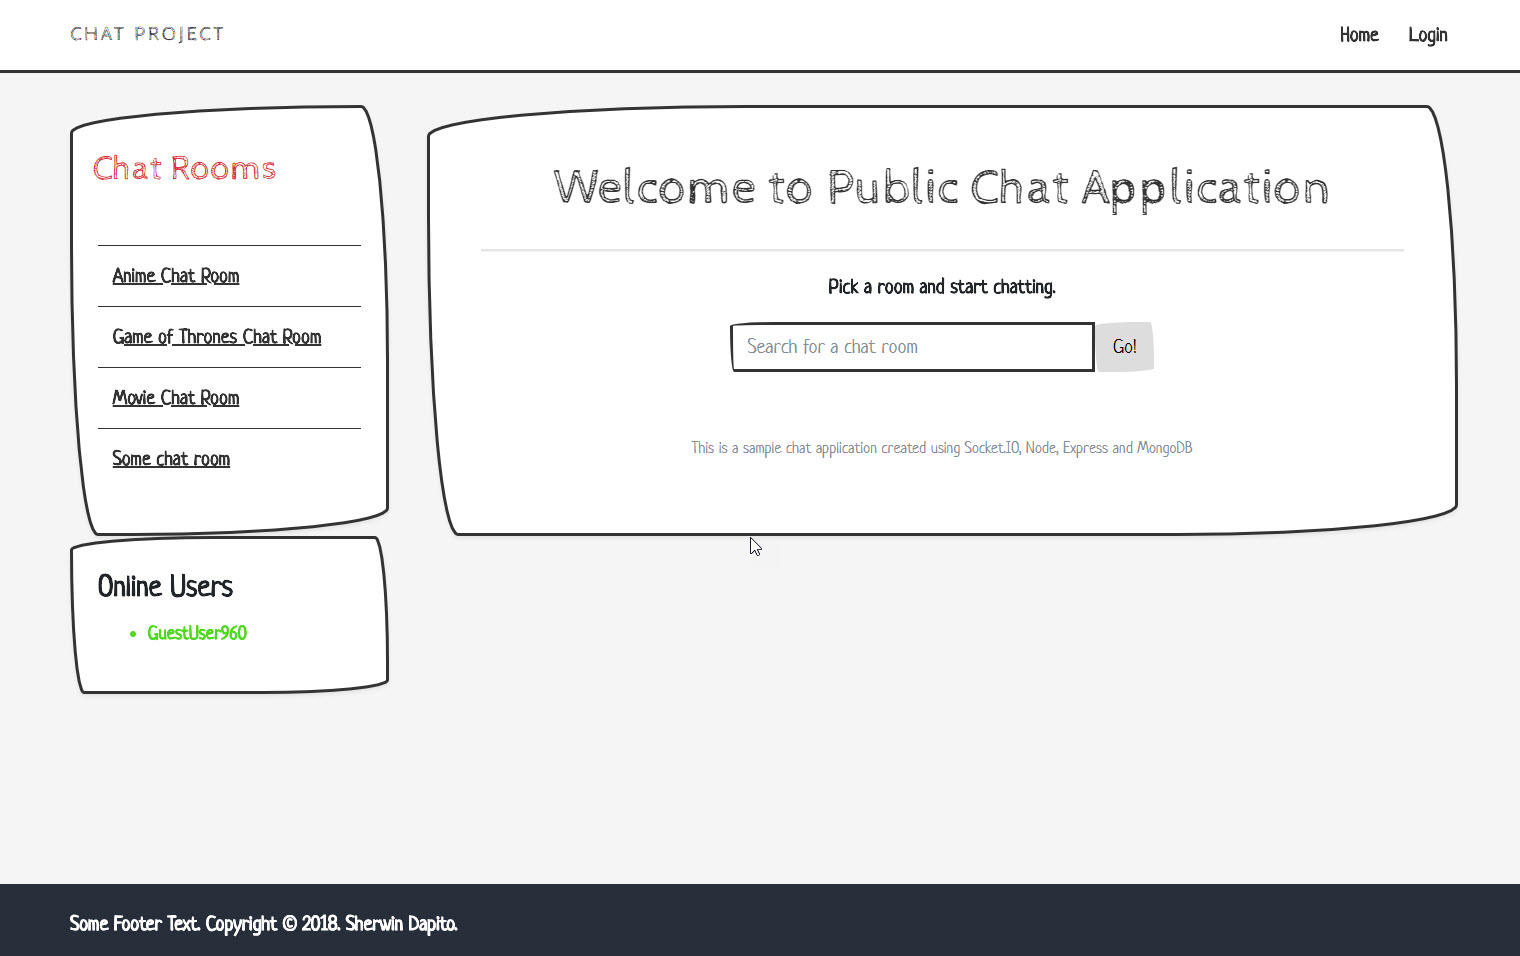 CHAT PROJECT
Home
Login
Chat Rooms
Anime Chat Room
Game of Thrones Chat Room
Movie Chat Room
Some chat room
Online Users
GuestUser960
Welcome to Public Chat Application
Pick a room and start chatting.
Search for a chat room
Go!
This is a sample chat application created using Socket.IO, Node, Express and MongoDB
Some Footer Text. Copyright © 2018. Sherwin Dapito.